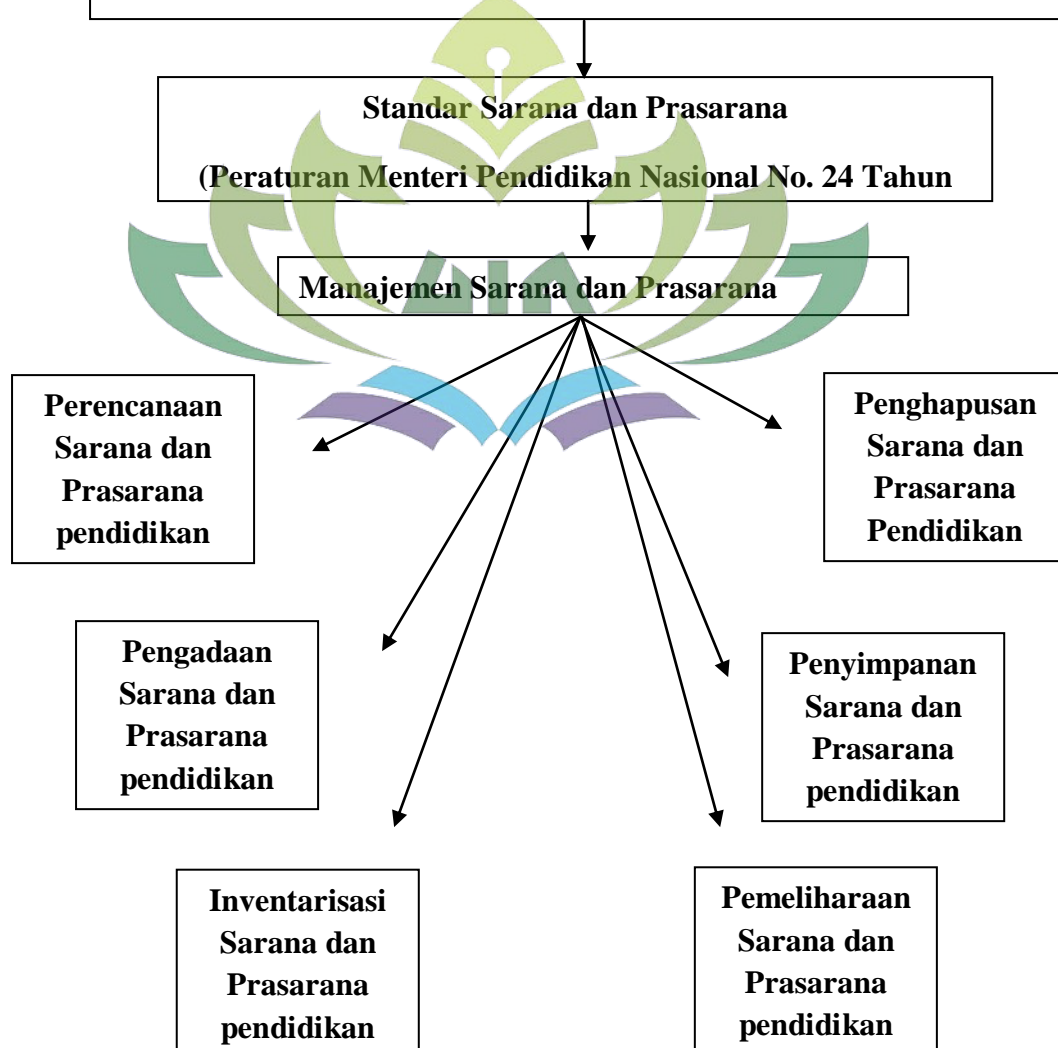 Standar Sarana dan Prasarana
(Peraturan Menteri Pendidikan Nasional No. 24 Tahun
Manajemen Sarana dan Prasarana
Perencanaan
Sarana dan
Prasarana
pendidikan
Penghapusan
Sarana dan
Prasarana
Pendidikan
Pengadaan
Sarana dan
Prasarana
pendidikan
Penyimpanan
Sarana dan
Prasarana
pendidikan
Inventarisasi
Sarana dan
Prasarana
pendidikan
Pemeliharaan
Sarana dan
Prasarana
pendidikan